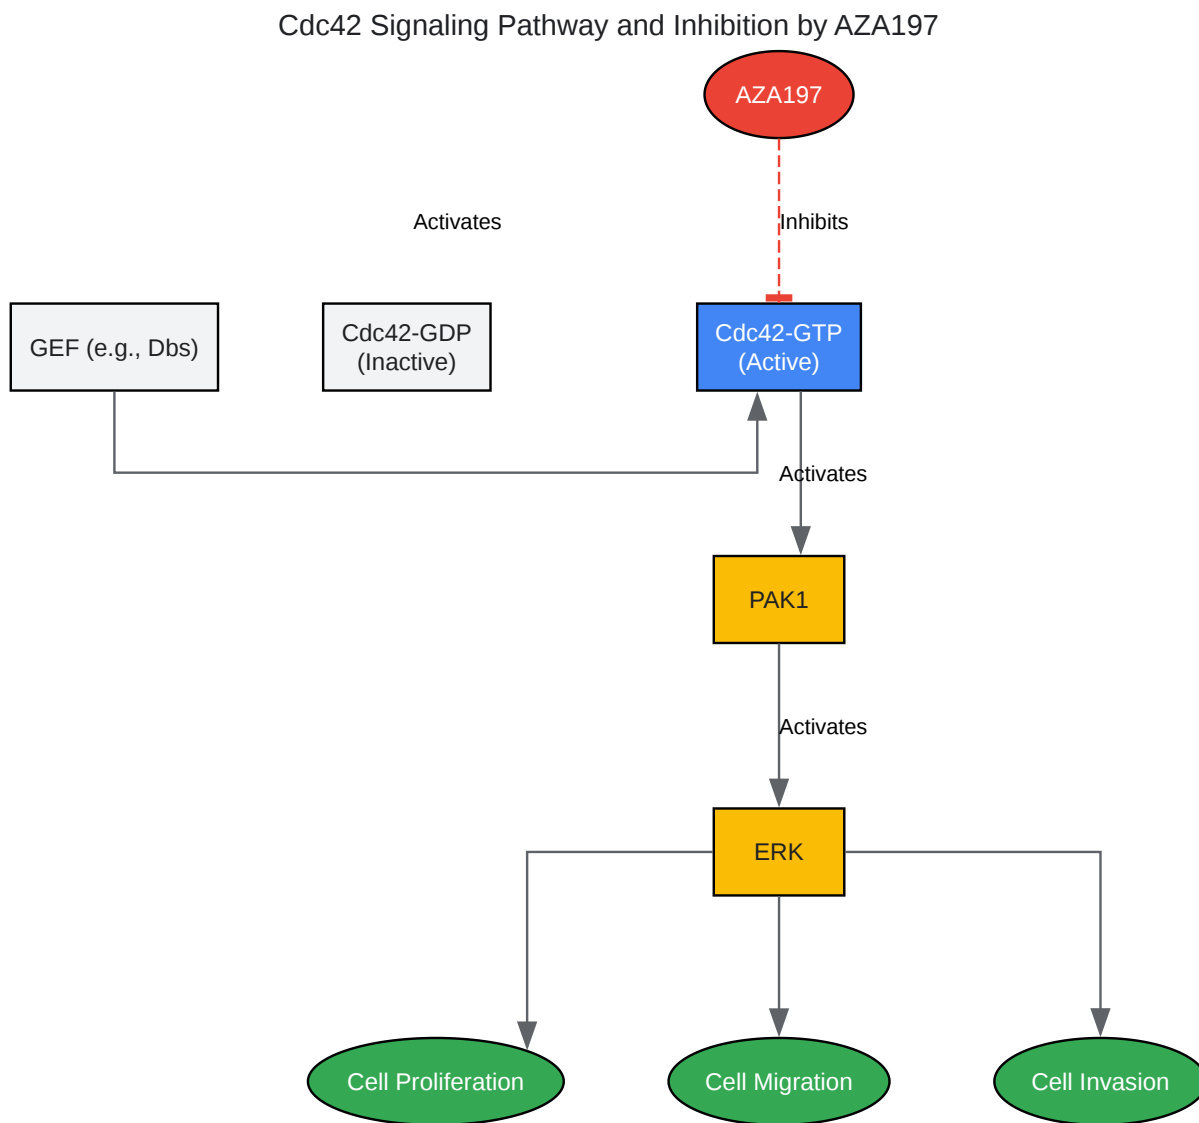 Cdc42 Signaling Pathway and Inhibition by AZA197
AZA197
Activates
Inhibits
GEF (e.g., Dbs)
Cdc42-GDP
(Inactive)
Cdc42-GTP
(Active)
Activates
PAK1
Activates
ERK
Cell Proliferation
Cell Migration
Cell Invasion